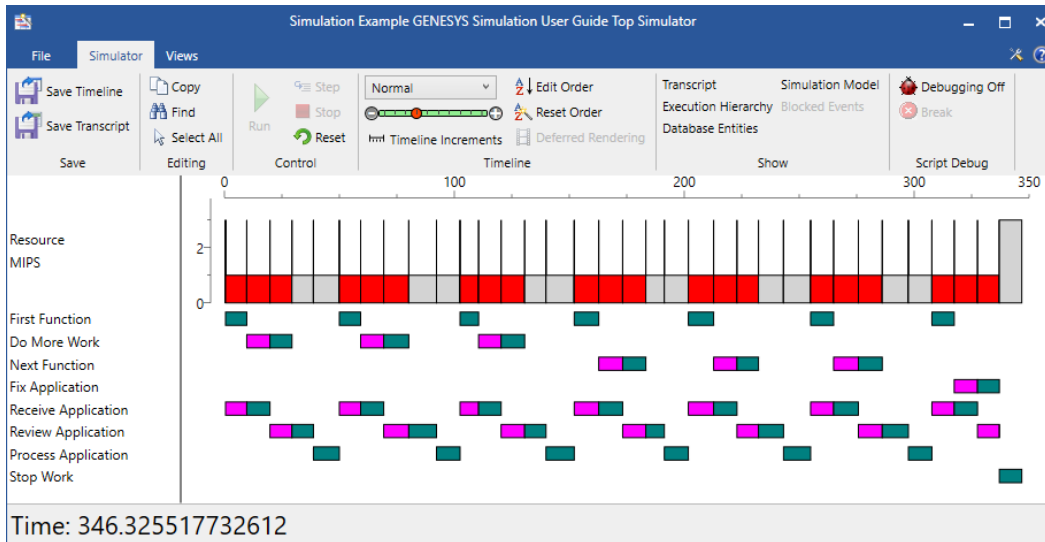 Simulation Example GENESYS Simulation User Guide Top Simulator
File Simulator Views
Save Timeline Copy Run Step Normal Edit Order Transcript Simulation Model Debugging Off
Find Stop Reset Order Execution Hierarchy Blocked Events Break
Save Transcript Select All Reset Timeline Increments Deferred Rendering Database Entities
Save Editing Control Timeline Show Script Debug
0 100 200 300 350
Resource 2
MIPS
0
First Function
Do More Work
Next Function
Fix Application
Receive Application
Review Application
Process Application
Stop Work
Time: 346.325517732612